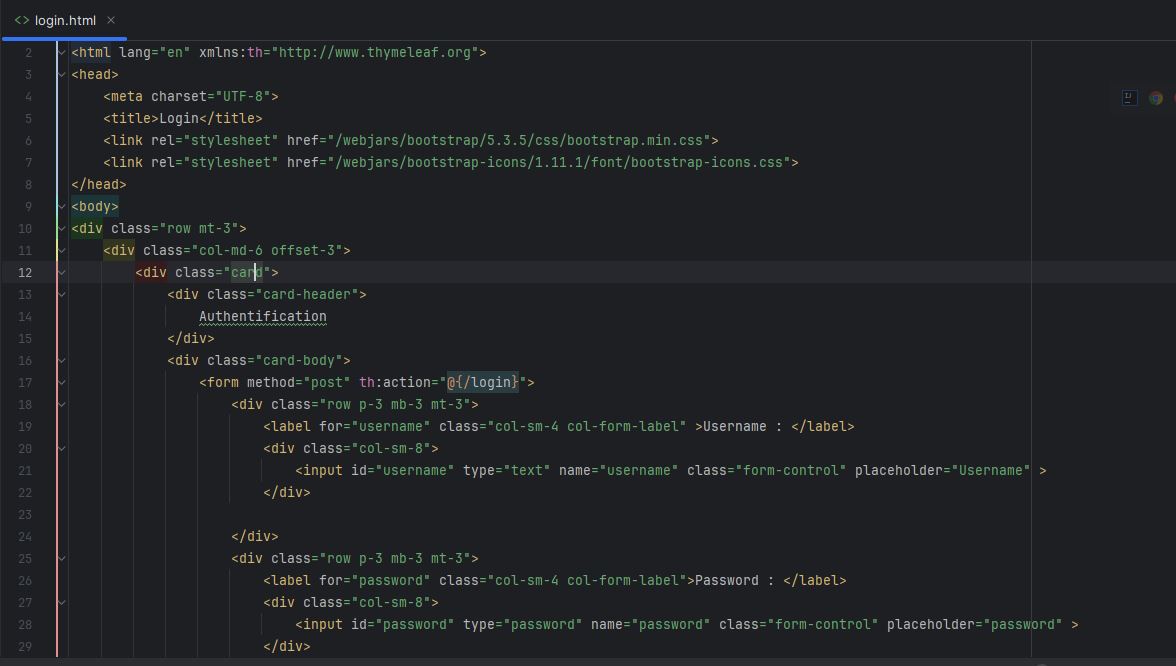 login.html
2 <html lang="en" xmlns:th="http://www.thymeleaf.org">
3 <head>
4 <meta charset="UTF-8">
5 <title>Login</title>
6 <link rel="stylesheet" href="/webjars/bootstrap/5.3.5/css/bootstrap.min.css">
7 <link rel="stylesheet" href="/webjars/bootstrap-icons/1.11.1/font/bootstrap-icons.css">
8 </head>
9 <body>
10 <div class="row mt-3">
11 <div class="col-md-6 offset-3">
12 <div class="card">
13 <div class="card-header">
14 Authentification
15 </div>
16 <div class="card-body">
17 <form method="post" th:action="@{/login}">
18 <div class="row p-3 mb-3 mt-3">
19 <label for="username" class="col-sm-4 col-form-label" >Username : </label>
20 <div class="col-sm-8">
21 <input id="username" type="text" name="username" class="form-control" placeholder="Username" >
22 </div>
23
24 </div>
25 <div class="row p-3 mb-3 mt-3">
26 <label for="password" class="col-sm-4 col-form-label">Password : </label>
27 <div class="col-sm-8">
28 <input id="password" type="password" name="password" class="form-control" placeholder="password" >
29 </div>